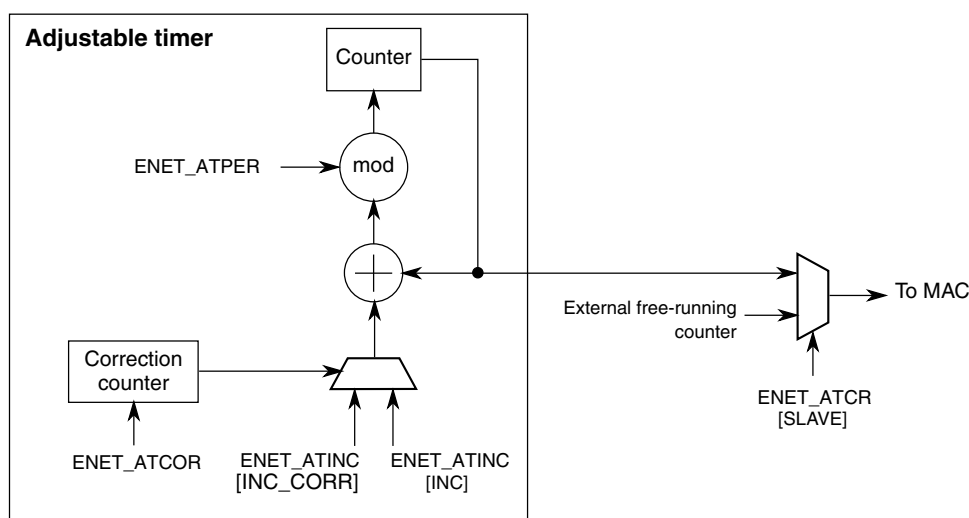 Adjustable timer
Counter
ENET_ATPER
mod
External free-running
counter
To MAC
Correction
counter
ENET_ATCR
[SLAVE]
ENET_ATCOR
ENET_ATINC
[INC_CORR]
ENET_ATINC
[INC]